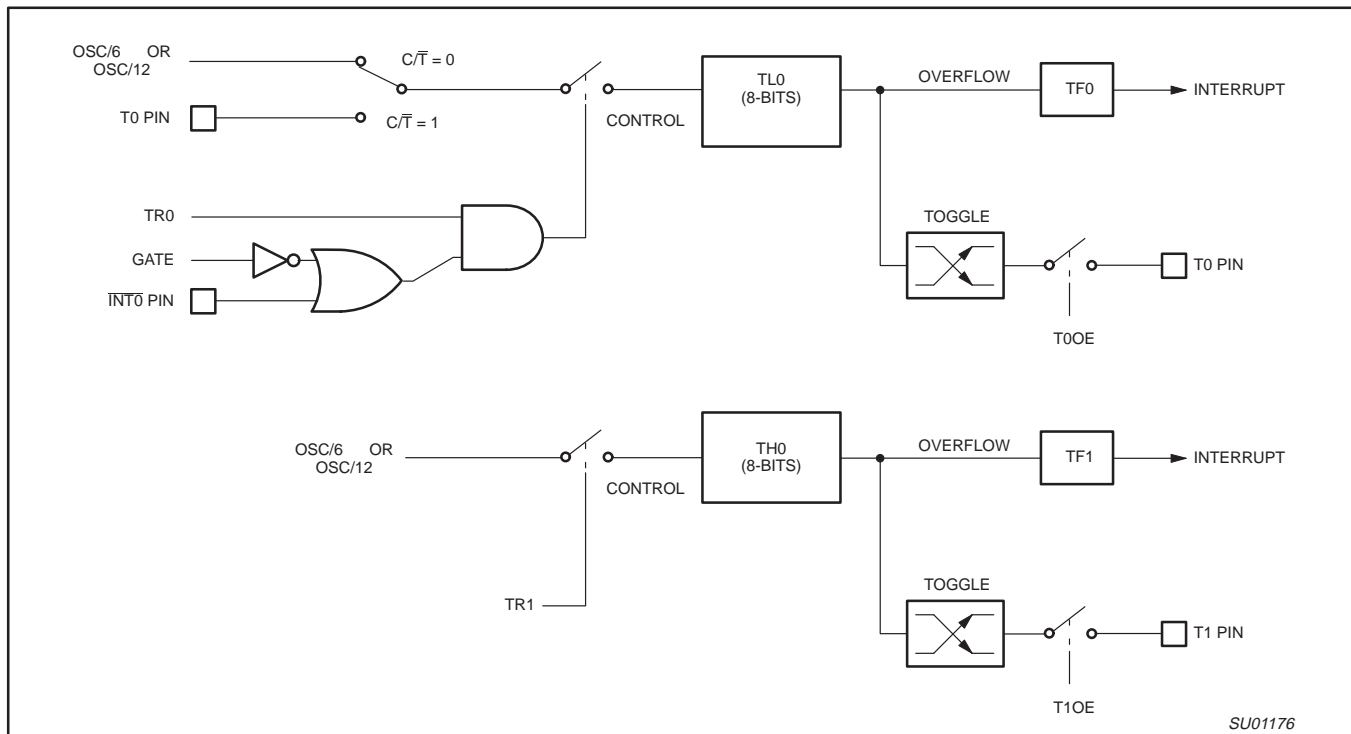 OSC/6 OR
OSC/12
C/T̅ = 0
TL0
(8-BITS)
OVERFLOW
TF0
INTERRUPT
T0 PIN
C/T̅ = 1
CONTROL
TR0
TOGGLE
GATE
T0 PIN
I̅N̅T̅0̅ PIN
T0OE
OSC/6 OR
OSC/12
TH0
(8-BITS)
OVERFLOW
TF1
INTERRUPT
CONTROL
TOGGLE
TR1
T1 PIN
T1OE
SU01176